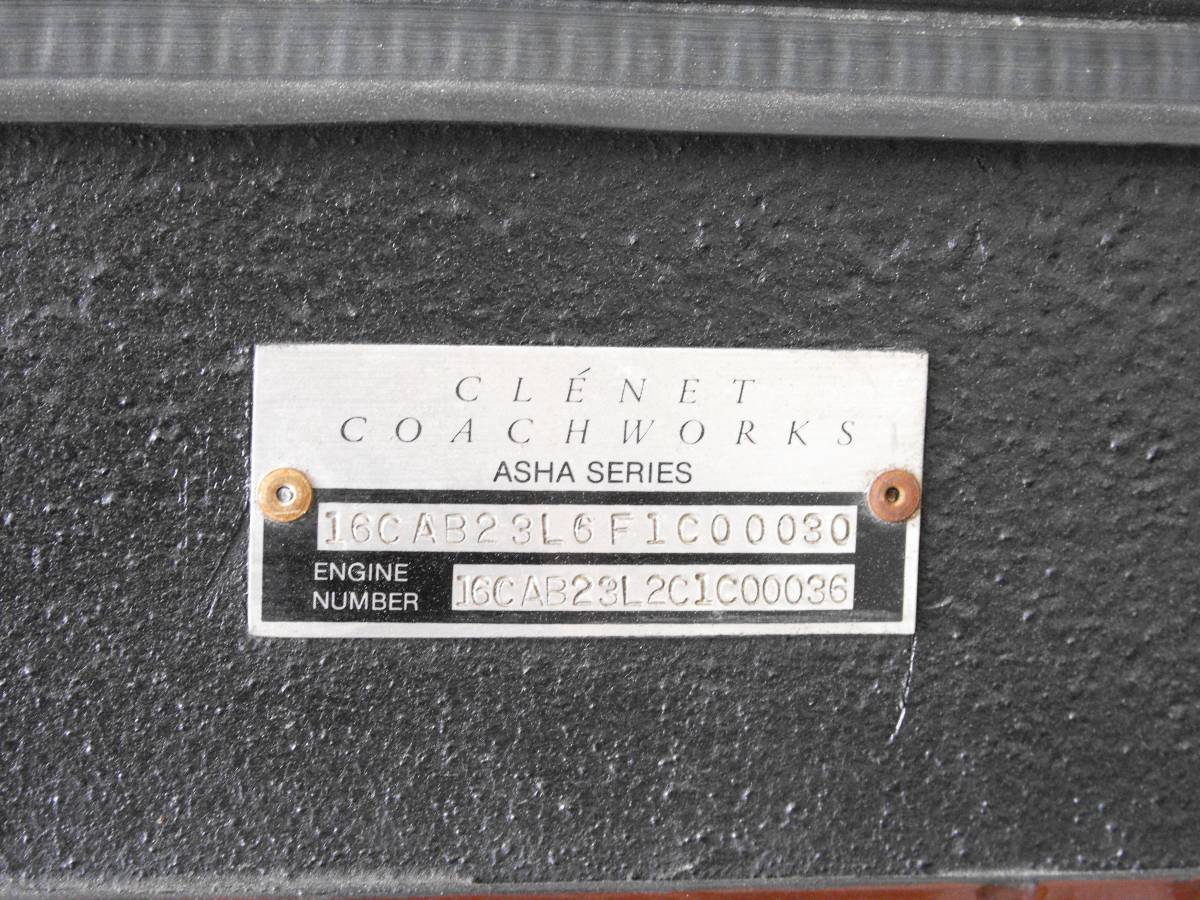 CLÉNET
COACHWORKS
ASHA SERIES
16CAB23L6F1C00030
ENGINE
NUMBER
16CAB23L2C1C00036